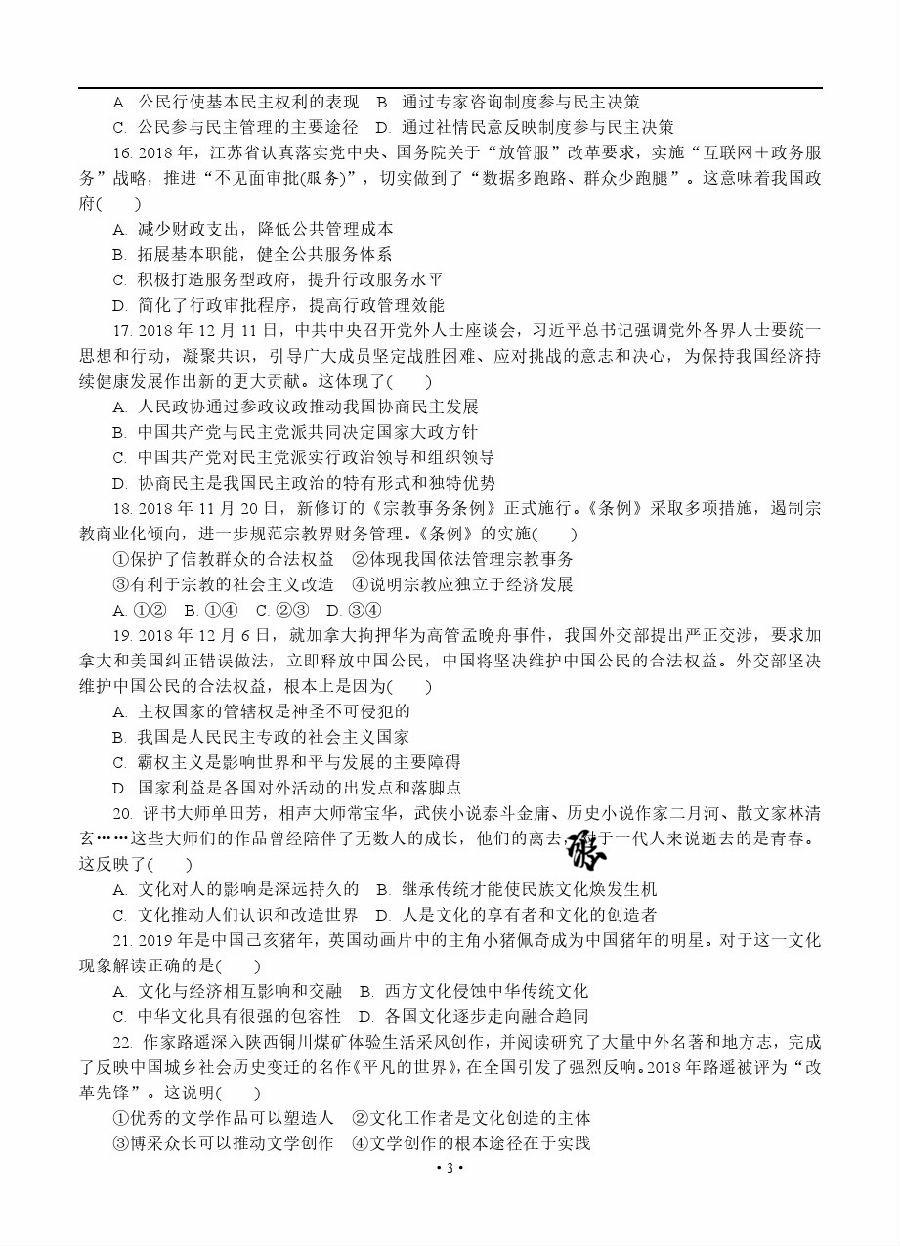 A. 公民行使基本民主权利的表现 B. 通过专家咨询制度参与民主决策
C. 公民参与民主管理的主要途径 D. 通过社情民意反映制度参与民主决策
16. 2018 年，江苏省认真落实党中央、国务院关于“放管服”改革要求，实施“互联网＋政务服
务”战略，推进“不见面审批(服务)”，切实做到了“数据多跑路、群众少跑腿”。这意味着我国政
府(　　)
A. 减少财政支出，降低公共管理成本
B. 拓展基本职能，健全公共服务体系
C. 积极打造服务型政府，提升行政服务水平
D. 简化了行政审批程序，提高行政管理效能
17. 2018 年 12 月 11 日，中共中央召开党外人士座谈会，习近平总书记强调党外各界人士要统一
思想和行动，凝聚共识，引导广大成员坚定战胜困难、应对挑战的意志和决心，为保持我国经济持
续健康发展作出新的更大贡献。这体现了(　　)
A. 人民政协通过参政议政推动我国协商民主发展
B. 中国共产党与民主党派共同决定国家大政方针
C. 中国共产党对民主党派实行政治领导和组织领导
D. 协商民主是我国民主政治的特有形式和独特优势
18. 2018 年 11 月 20 日，新修订的《宗教事务条例》正式施行。《条例》采取多项措施，遏制宗
教商业化倾向，进一步规范宗教界财务管理。《条例》的实施(　　)
①保护了信教群众的合法权益 ②体现我国依法管理宗教事务
③有利于宗教的社会主义改造 ④说明宗教应独立于经济发展
A. ①② B. ①④ C. ②③ D. ③④
19. 2018 年 12 月 6 日，就加拿大拘押华为高管孟晚舟事件，我国外交部提出严正交涉，要求加
拿大和美国纠正错误做法，立即释放中国公民，中国将坚决维护中国公民的合法权益。外交部坚决
维护中国公民的合法权益，根本上是因为(　　)
A. 主权国家的管辖权是神圣不可侵犯的
B. 我国是人民民主专政的社会主义国家
C. 霸权主义是影响世界和平与发展的主要障碍
D. 国家利益是各国对外活动的出发点和落脚点
20. 评书大师单田芳，相声大师常宝华，武侠小说泰斗金庸、历史小说作家二月河、散文家林清
玄……这些大师们的作品曾经陪伴了无数人的成长，他们的离去，对于一代人来说逝去的是青春。
这反映了(　　)
A. 文化对人的影响是深远持久的 B. 继承传统才能使民族文化焕发生机
C. 文化推动人们认识和改造世界 D. 人是文化的享有者和文化的创造者
21. 2019 年是中国己亥猪年，英国动画片中的主角小猪佩奇成为中国猪年的明星。对于这一文化
现象解读正确的是(　　)
A. 文化与经济相互影响和交融 B. 西方文化侵蚀中华传统文化
C. 中华文化具有很强的包容性 D. 各国文化逐步走向融合趋同
22. 作家路遥深入陕西铜川煤矿体验生活采风创作，并阅读研究了大量中外名著和地方志，完成
了反映中国城乡社会历史变迁的名作《平凡的世界》，在全国引发了强烈反响。2018 年路遥被评为“改
革先锋”。这说明(　　)
①优秀的文学作品可以塑造人 ②文化工作者是文化创造的主体
③博采众长可以推动文学创作 ④文学创作的根本途径在于实践
·3·